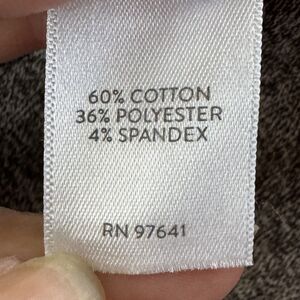 60% COTTON
36% POLYESTER
4% SPANDEX
RN 97641